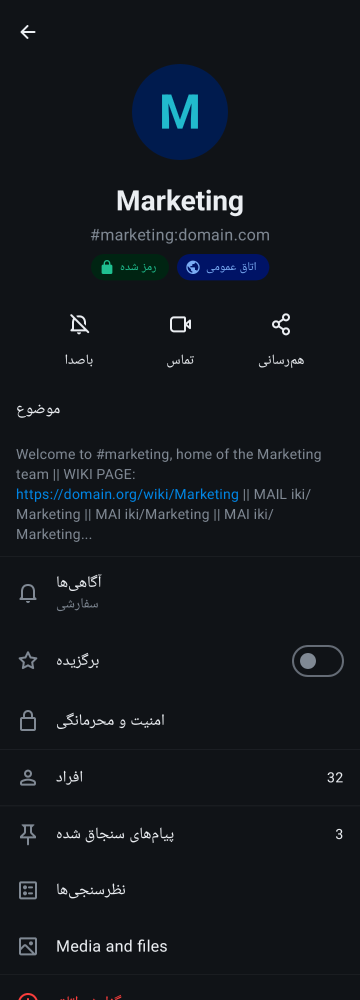 M
Marketing
#marketing:domain.com
رمز شده
اتاق عمومی
باصدا
تماس
هم‌رسانی
موضوع
Welcome to #marketing, home of the Marketing
team || WIKI PAGE:
https://domain.org/wiki/Marketing || MAIL iki/
Marketing || MAI iki/Marketing || MAI iki/
Marketing...
آگاهی‌ها
سفارشی
برگزیده
امنیت و محرمانگی
افراد
32
پیام‌های سنجاق شده
3
نظرسنجی‌ها
Media and files